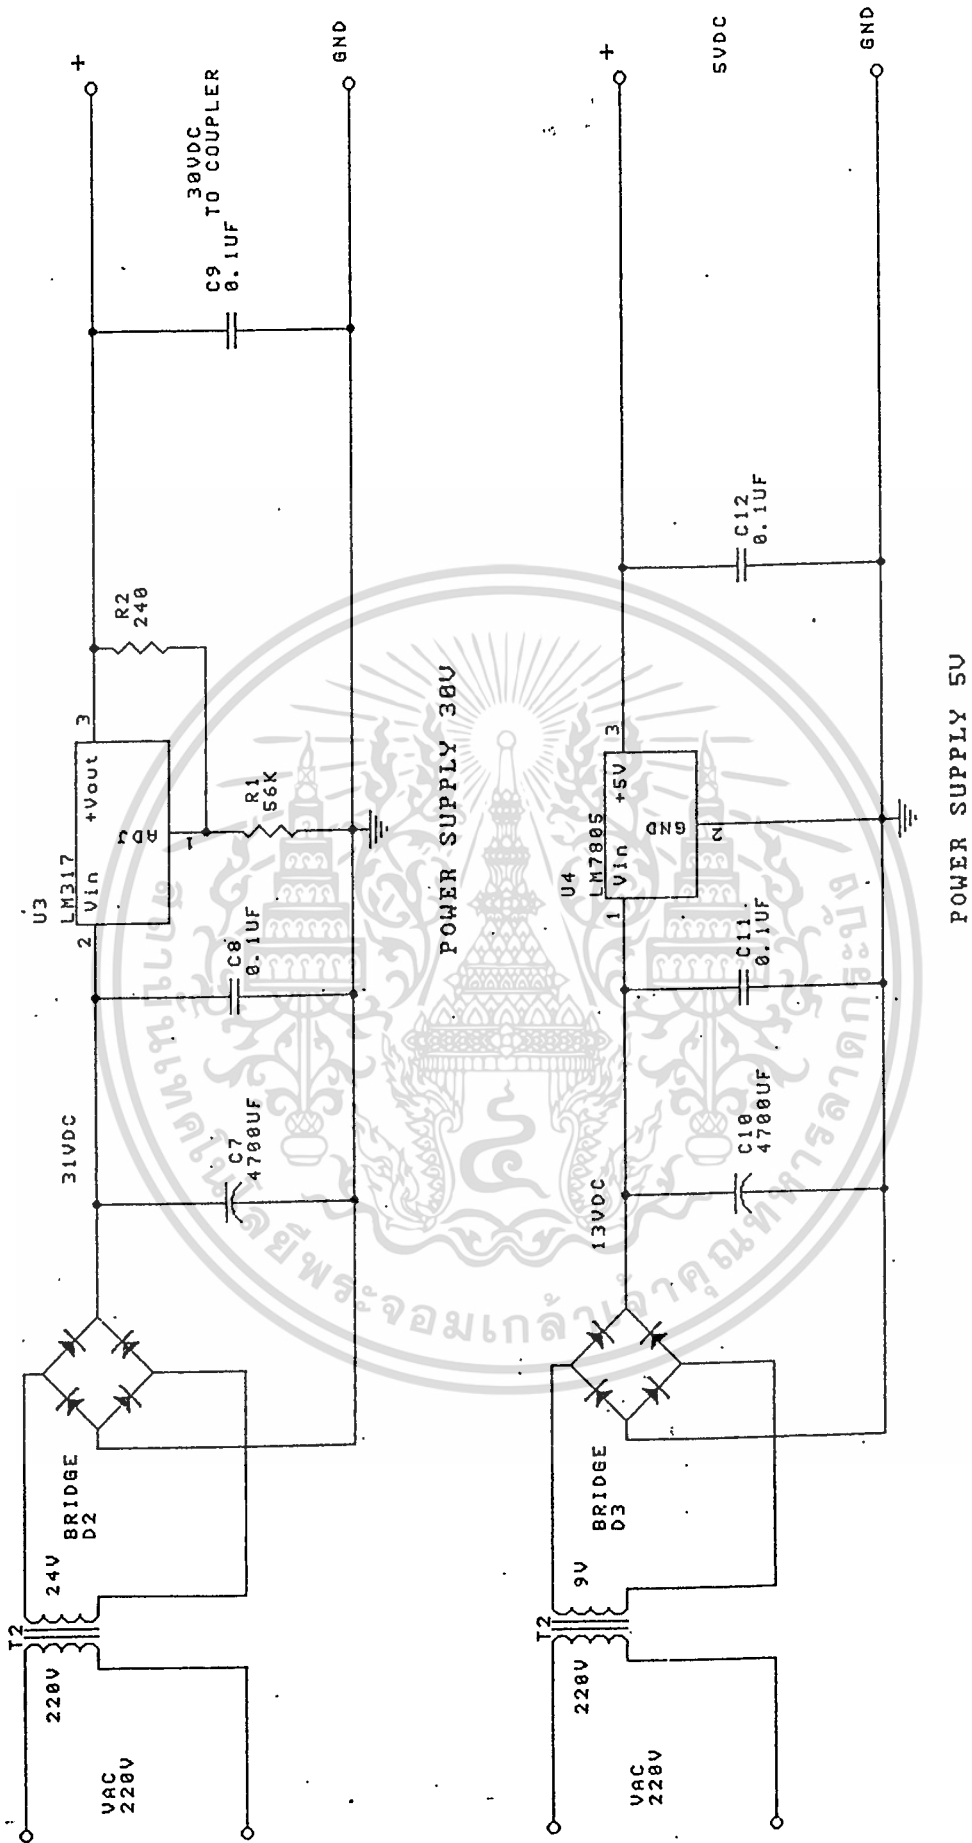 VAC
220V
T2
220V
24V
BRIDGE
D2
31VDC
C7
4700UF
C8
0.1UF
U3
LM317
2
Vin
+Vout
3
ADJ
1
R1
56K
R2
240
C9
0.1UF
30VDC
TO COUPLER
+
GND
POWER SUPPLY 30V
VAC
220V
T2
220V
9V
BRIDGE
D3
13VDC
C10
4700UF
C11
0.1UF
U4
LM7805
1
Vin
+5V
3
GND
2
C12
0.1UF
+
5VDC
GND
POWER SUPPLY 5V